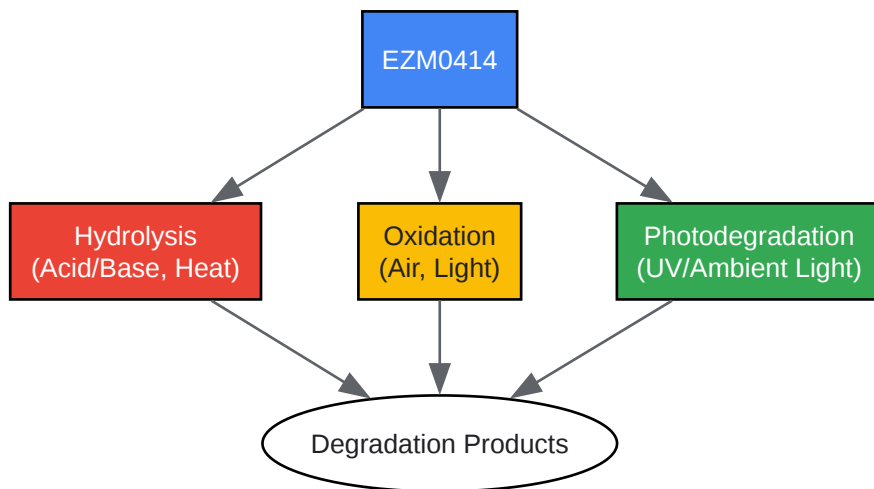 EZM0414
Hydrolysis
(Acid/Base, Heat)
Oxidation
(Air, Light)
Photodegradation
(UV/Ambient Light)
Degradation Products